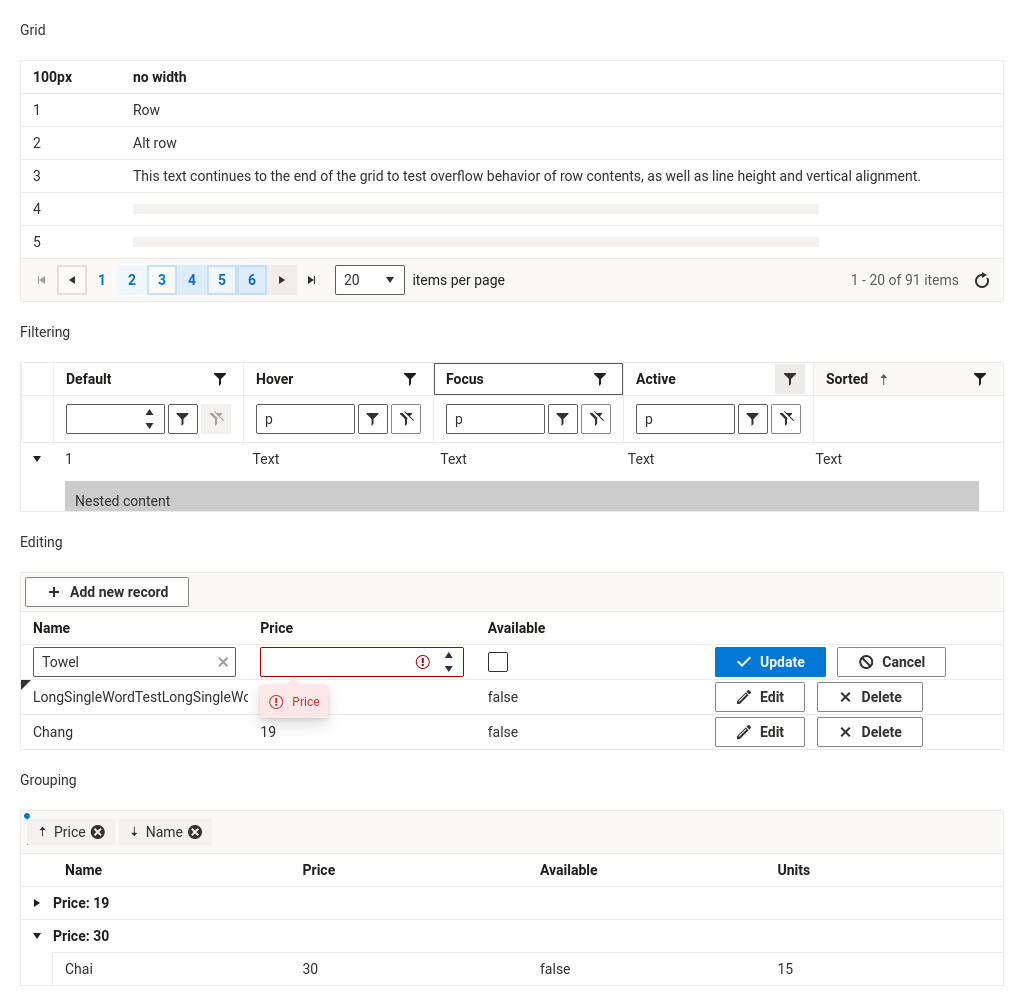 Grid
100px no width
1 Row
2 Alt row
3 This text continues to the end of the grid to test overflow behavior of row contents, as well as line height and vertical alignment.
4
5
1 2 3 4 5 6 20 items per page 1 - 20 of 91 items
Filtering
Default Hover Focus Active Sorted
p p p
1 Text Text Text Text
Nested content
Editing
Add new record
Name Price Available
Towel Update Cancel
LongSingleWordTestLongSingleWo false Edit Delete
Price
Chang 19 false Edit Delete
Grouping
Price Name
Name Price Available Units
Price: 19
Price: 30
Chai 30 false 15